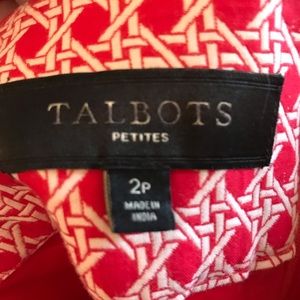 TALBOTS
PETITES
2P
MADE IN
INDIA